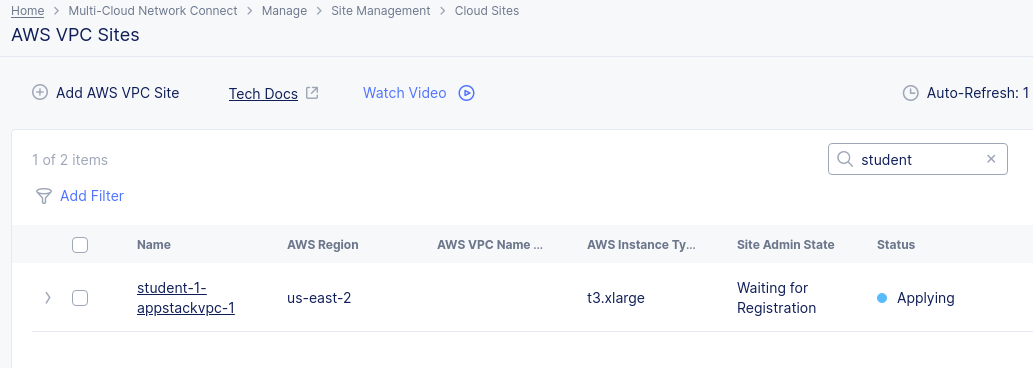 Home > Multi-Cloud Network Connect > Manage > Site Management > Cloud Sites
AWS VPC Sites
Add AWS VPC Site Tech Docs Watch Video Auto-Refresh: 1
1 of 2 items student ×
Add Filter
Name AWS Region AWS VPC Name ... AWS Instance Ty... Site Admin State Status
student-1-
appstackvpc-1 us-east-2 t3.xlarge Waiting for
Registration Applying